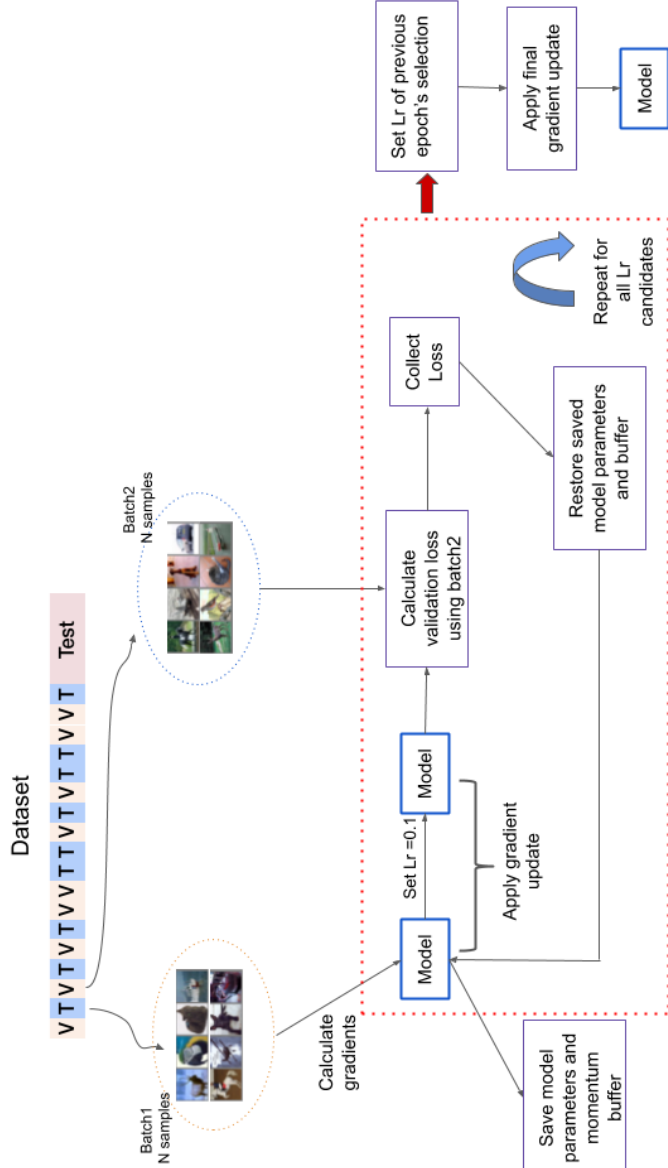 Dataset
V T V T V T V V T T V T V T T V V T Test
Batch1
N samples
Batch2
N samples
Calculate
gradients
Model
Set Lr =0.1
Model
Apply gradient
update
Save model
parameters and
momentum
buffer
Calculate
validation loss
using batch2
Collect
Loss
Restore saved
model parameters
and buffer
Repeat for
all Lr
candidates
Set Lr of previous
epoch's selection
Apply final
gradient update
Model